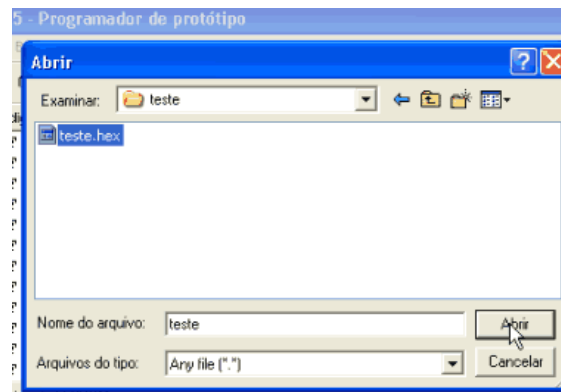 5 - Programador de protótipo
Abrir
Examinar: teste
teste.hex
Nome do arquivo: teste Abrir
Arquivos do tipo: Any file (".") Cancelar